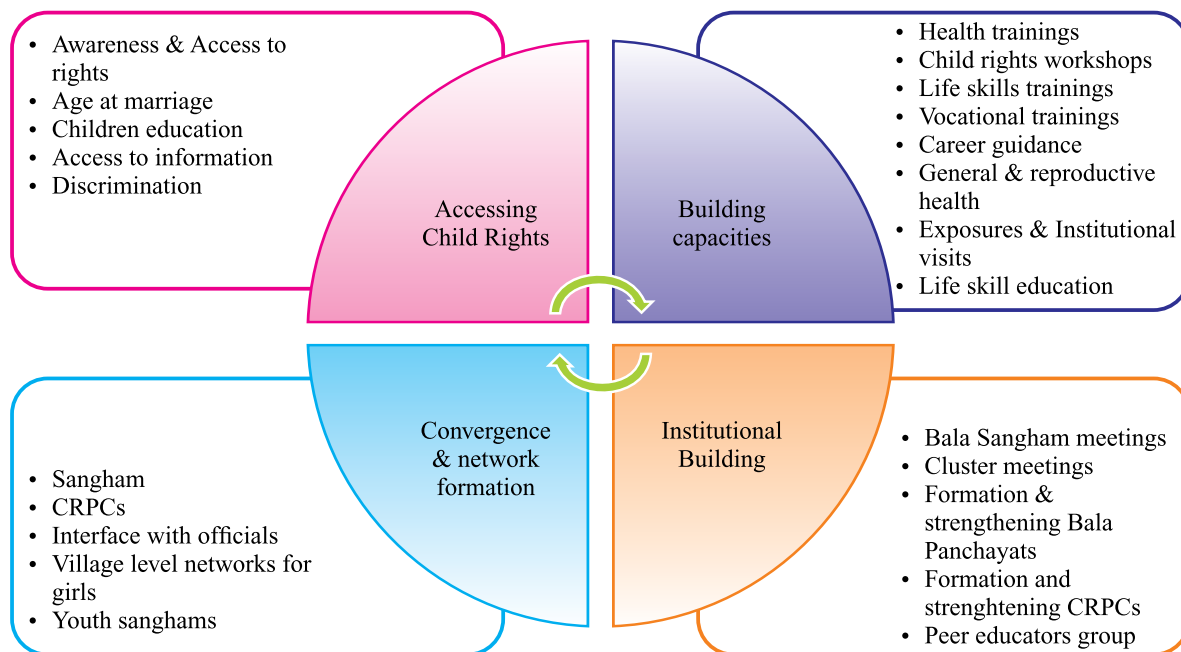 • Awareness & Access to
rights
• Age at marriage
• Children education
• Access to information
• Discrimination
Accessing
Child Rights
Building
capacities
• Health trainings
• Child rights workshops
• Life skills trainings
• Vocational trainings
• Career guidance
• General & reproductive
health
• Exposures & Institutional
visits
• Life skill education
• Sangham
• CRPCs
• Interface with officials
• Village level networks for
girls
• Youth sanghams
Convergence
& network
formation
Institutional
Building
• Bala Sangham meetings
• Cluster meetings
• Formation &
strengthening Bala
Panchayats
• Formation and
strenghtening CRPCs
• Peer educators group